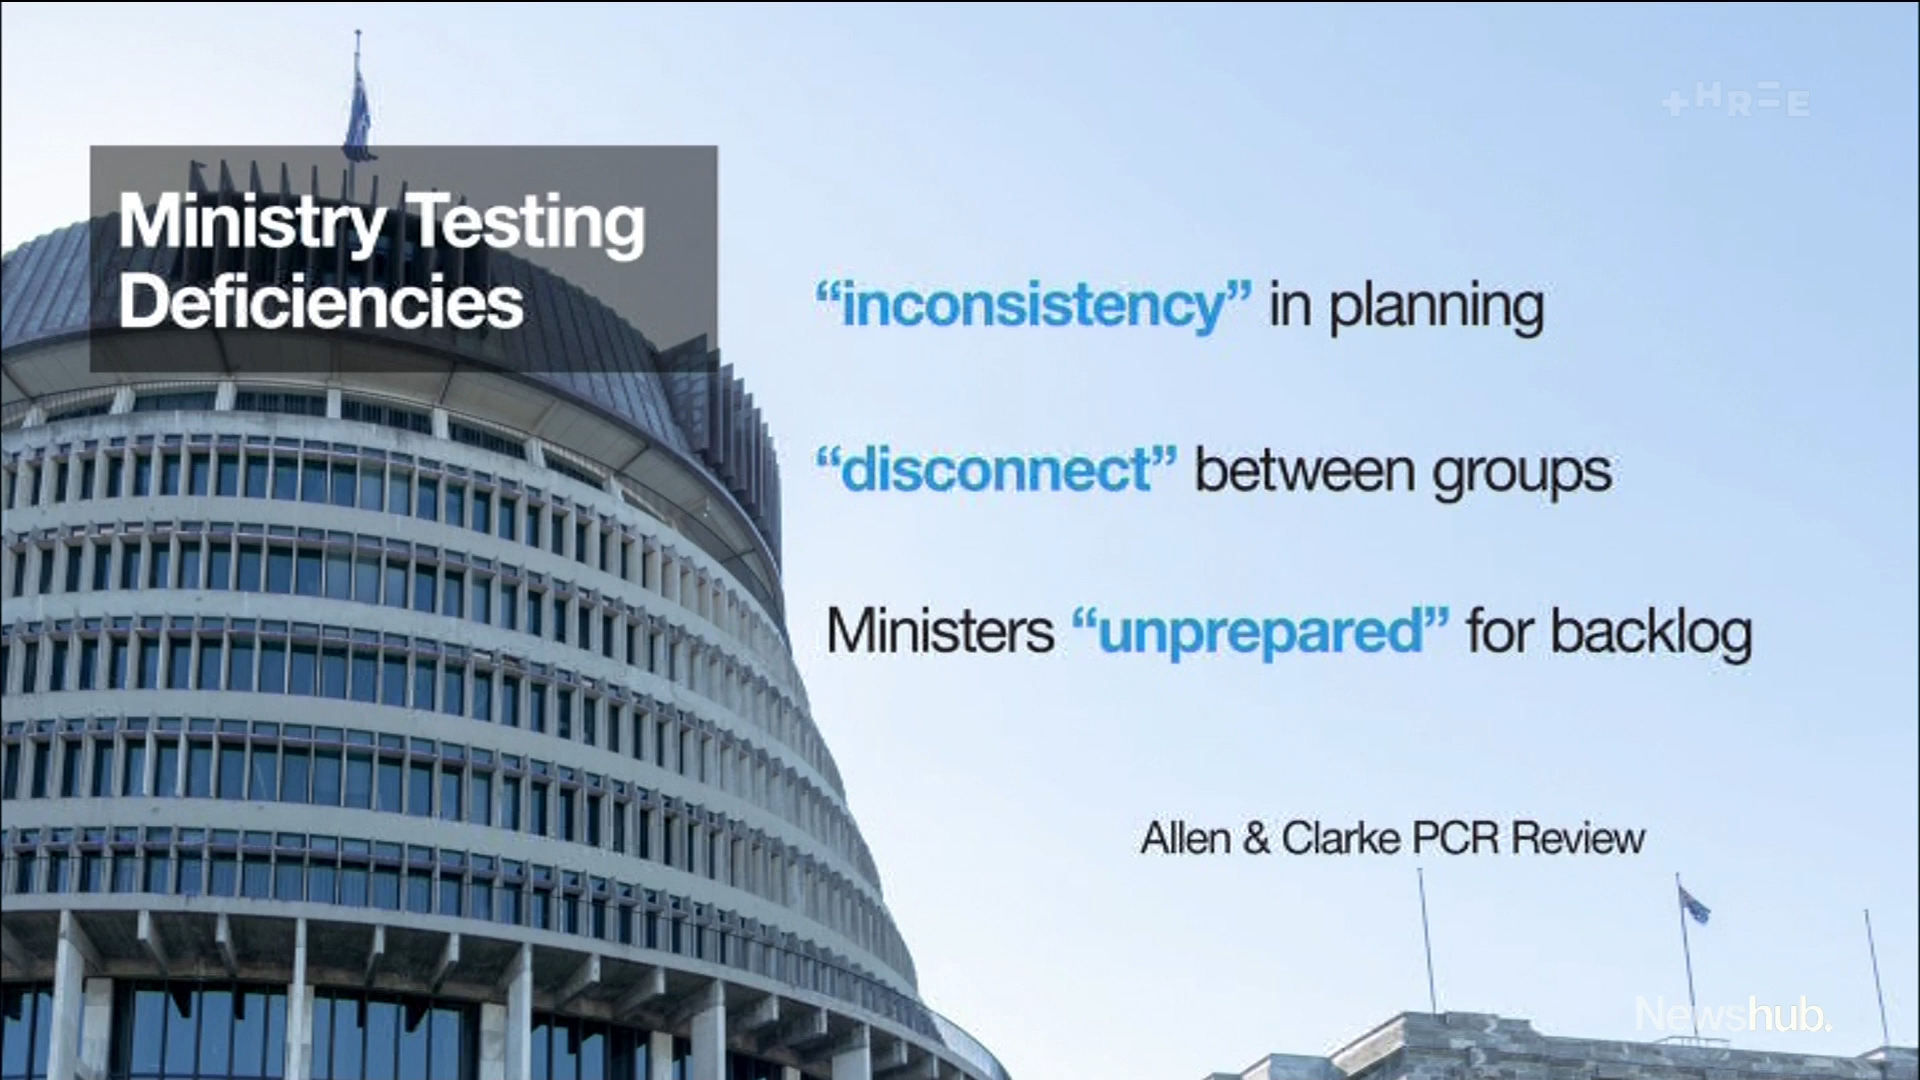 THREE
Ministry Testing
Deficiencies
“inconsistency” in planning
“disconnect” between groups
Ministers “unprepared” for backlog
Allen & Clarke PCR Review
Newshub.